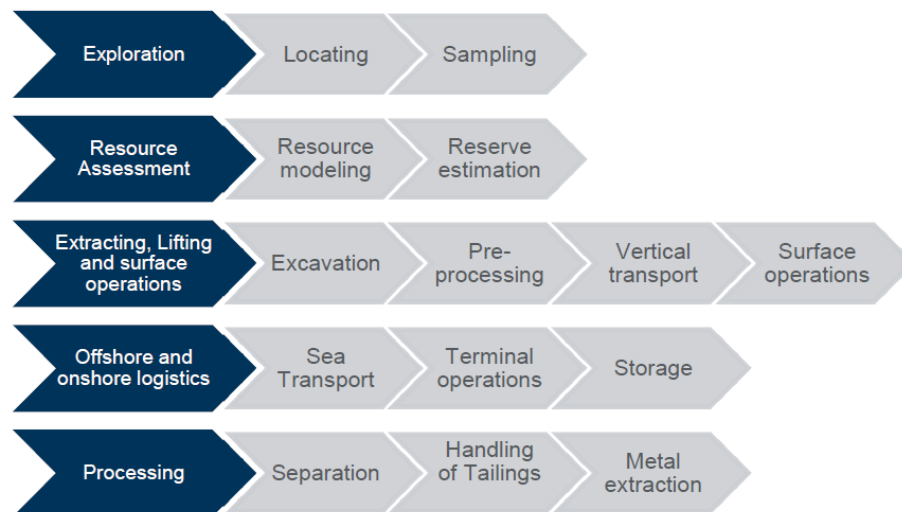 Exploration
Locating
Sampling
Resource
Assessment
Resource
modeling
Reserve
estimation
Extracting, Lifting
and surface
operations
Excavation
Pre-
processing
Vertical
transport
Surface
operations
Offshore and
onshore logistics
Sea
Transport
Terminal
operations
Storage
Processing
Separation
Handling
of Tailings
Metal
extraction